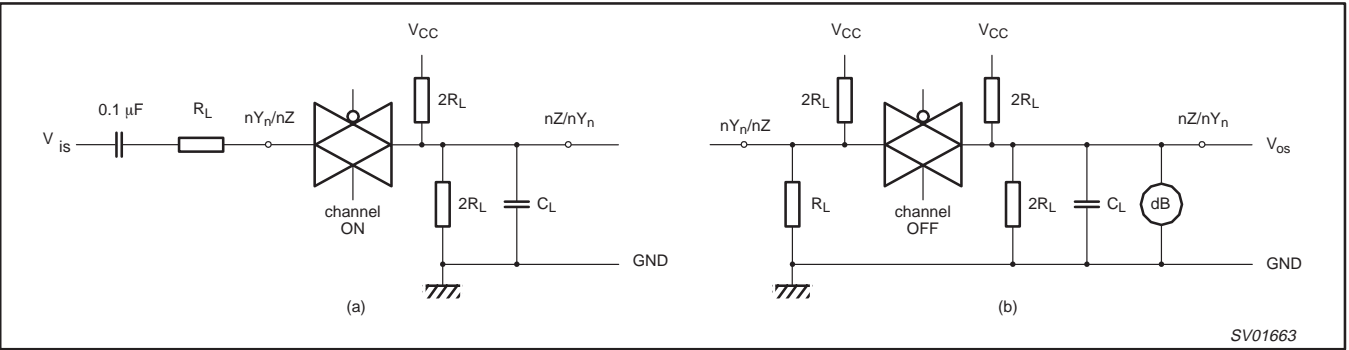 VCC
0.1 μF
RL
2RL
nYn/nZ
nZ/nYn
Vis
2RL
CL
channel
ON
GND
(a)
VCC
VCC
2RL
2RL
nYn/nZ
nZ/nYn
Vos
RL
channel
OFF
2RL
CL
dB
GND
(b)
SV01663